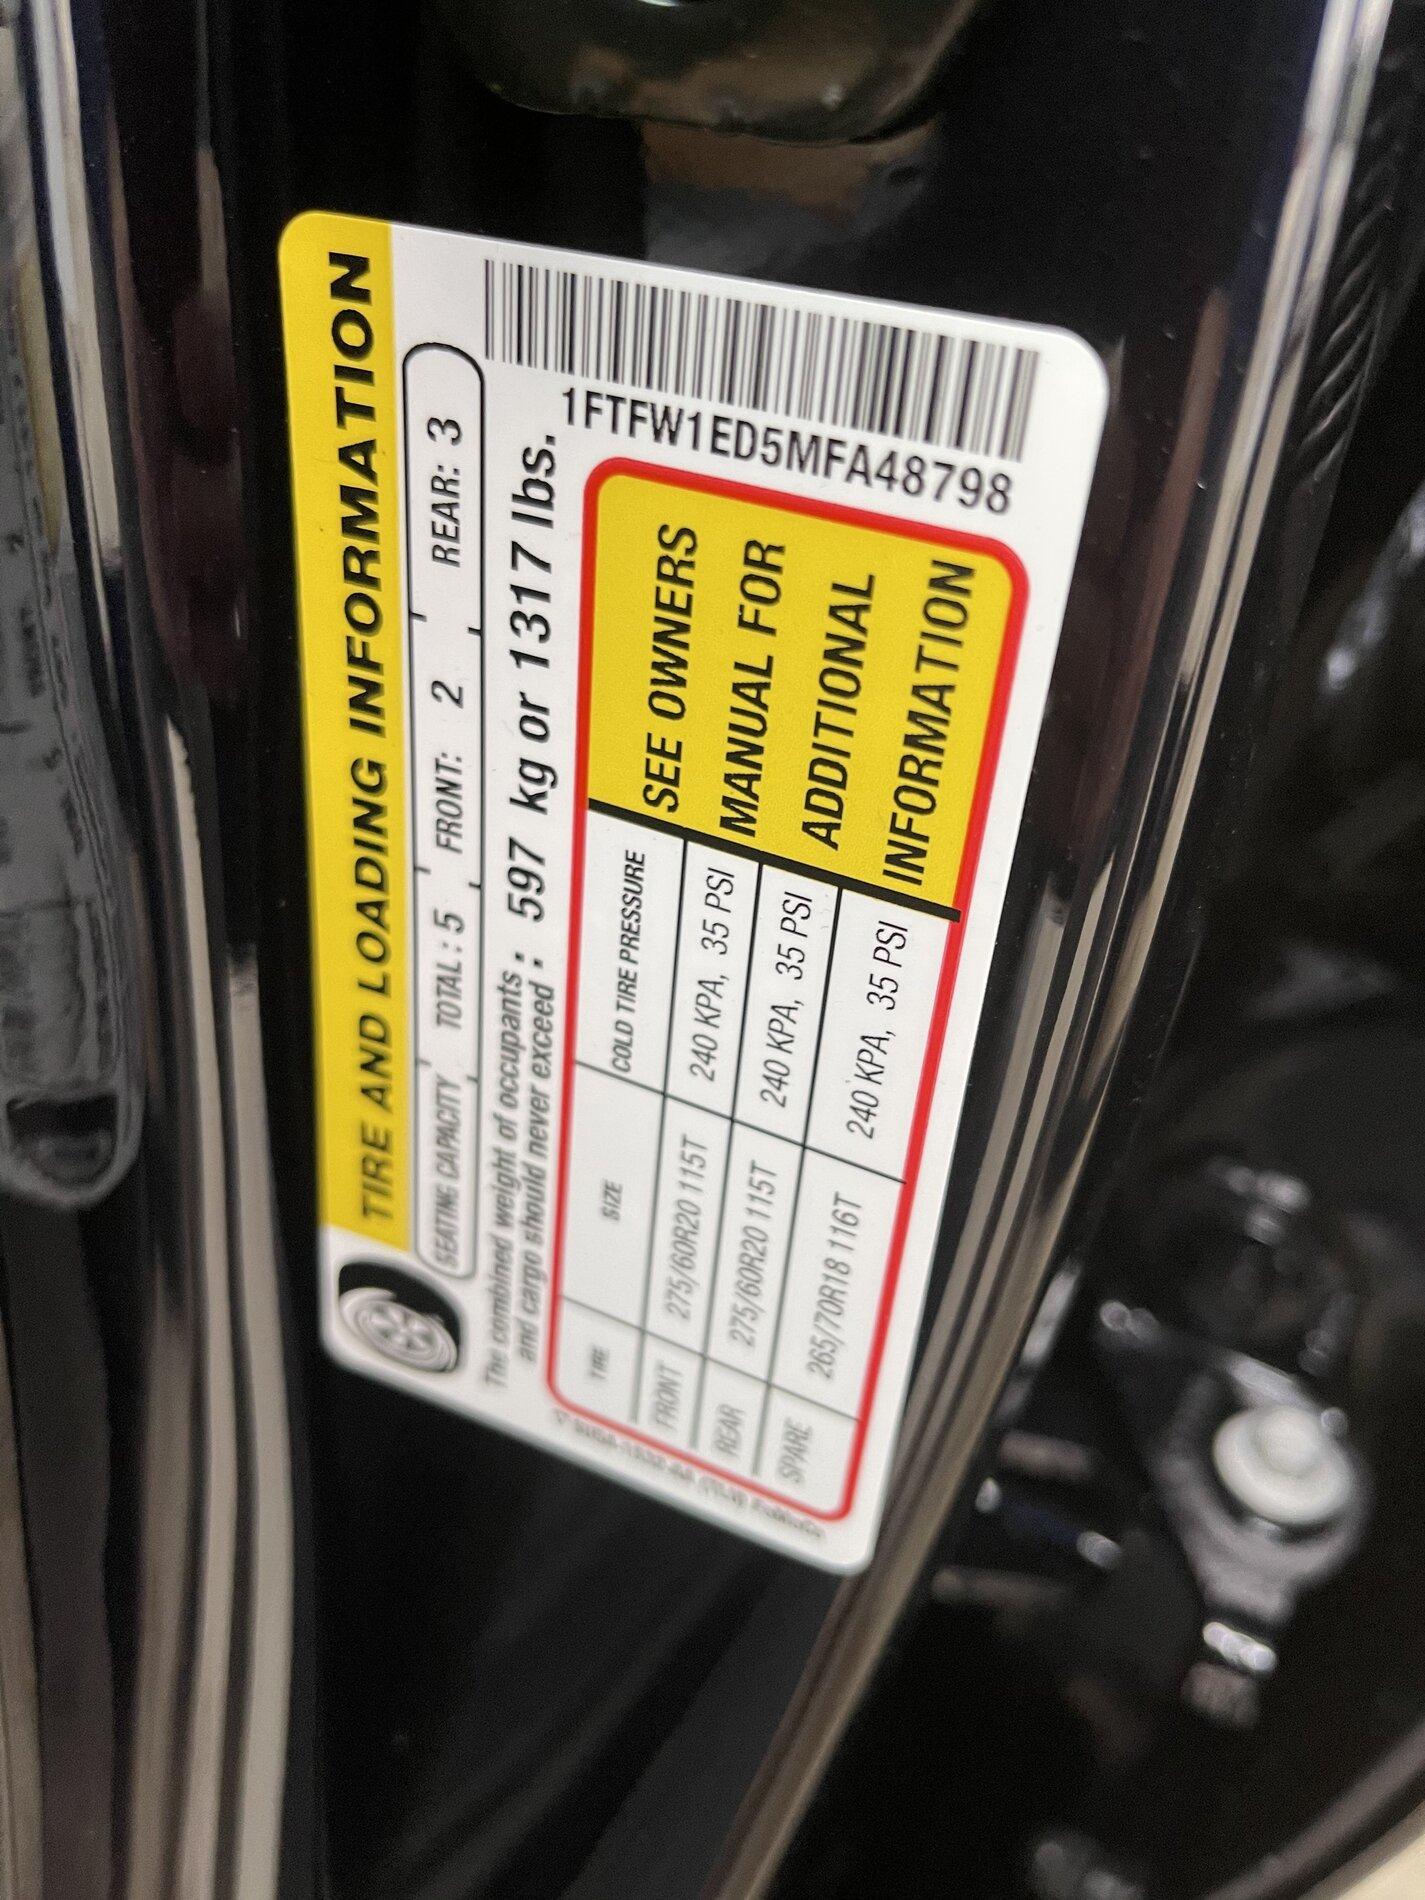 TIRE AND LOADING INFORMATION
SEATING CAPACITY TOTAL : 5 FRONT: 2 REAR: 3
The combined weight of occupants : 597 kg or 1317 lbs.
and cargo should never exceed :
1FTFW1ED5MFA48798
TIRE SIZE COLD TIRE PRESSURE
FRONT 275/60R20 115T 240 KPA, 35 PSI
REAR 275/60R20 115T 240 KPA, 35 PSI
SPARE 265/70R18 116T 240 KPA, 35 PSI
SEE OWNERS
MANUAL FOR
ADDITIONAL
INFORMATION